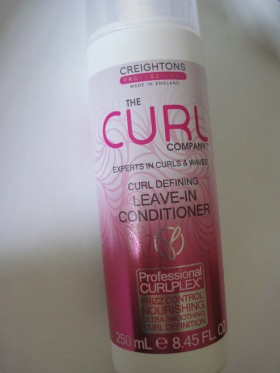 CREIGHTONS
PROFESSIONAL
MADE IN ENGLAND
THE
CURL
COMPANY
EXPERTS IN CURLS & WAVES
CURL DEFINING
LEAVE-IN
CONDITIONER
Professional
CURLPLEX
FRIZZ CONTROL
NOURISHING
ULTRA SMOOTHING
CURL DEFINITION
250 mL e 8.45 FL. OZ